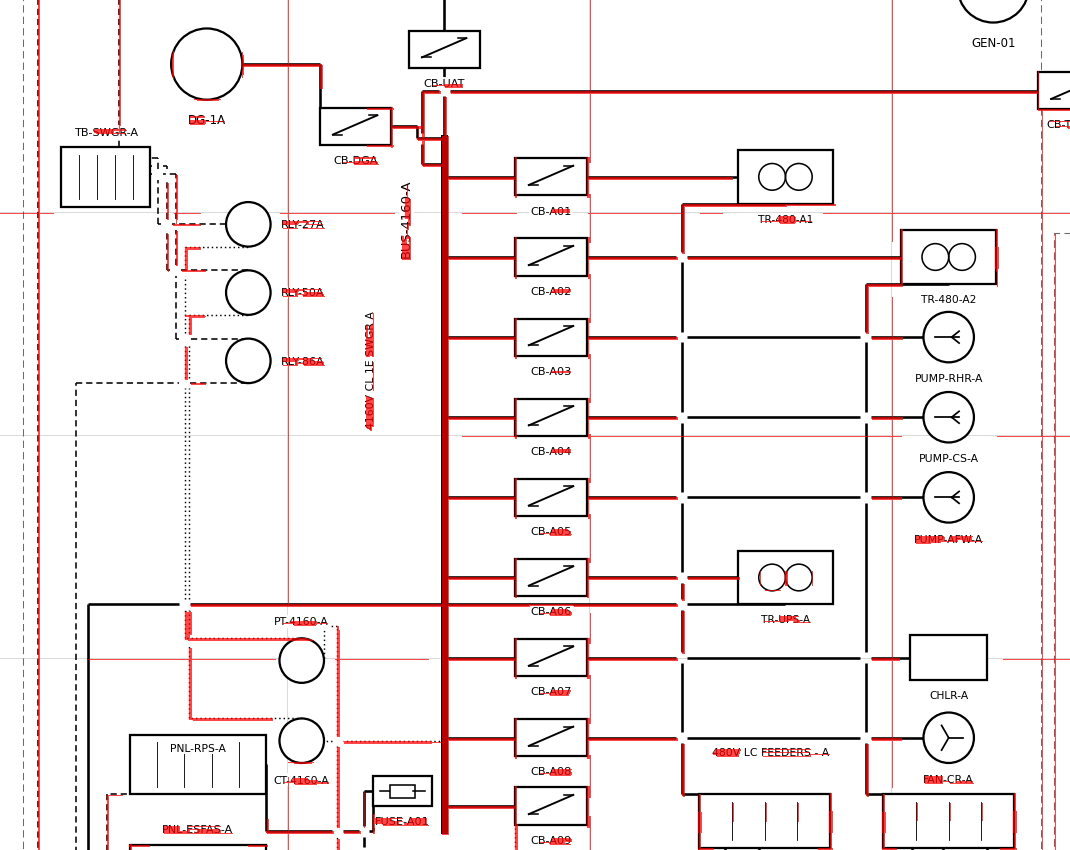 GEN-01
CB-UAT
DG-1A
CB-T
TB-SWGR-A
CB-DGA
BUS-4160-A
CB-A01
TR-480-A1
RLY-27A
CB-A02
TR-480-A2
RLY-50A
4160V CL 1E SWGR A
CB-A03
PUMP-RHR-A
RLY-86A
CB-A04
PUMP-CS-A
CB-A05
PUMP-AFW-A
CB-A06
TR-UPS-A
PT-4160-A
CB-A07
CHLR-A
PNL-RPS-A
480V LC FEEDERS - A
CB-A08
FAN-CR-A
CT-4160-A
FUSE-A01
PNL-ESFAS-A
CB-A09